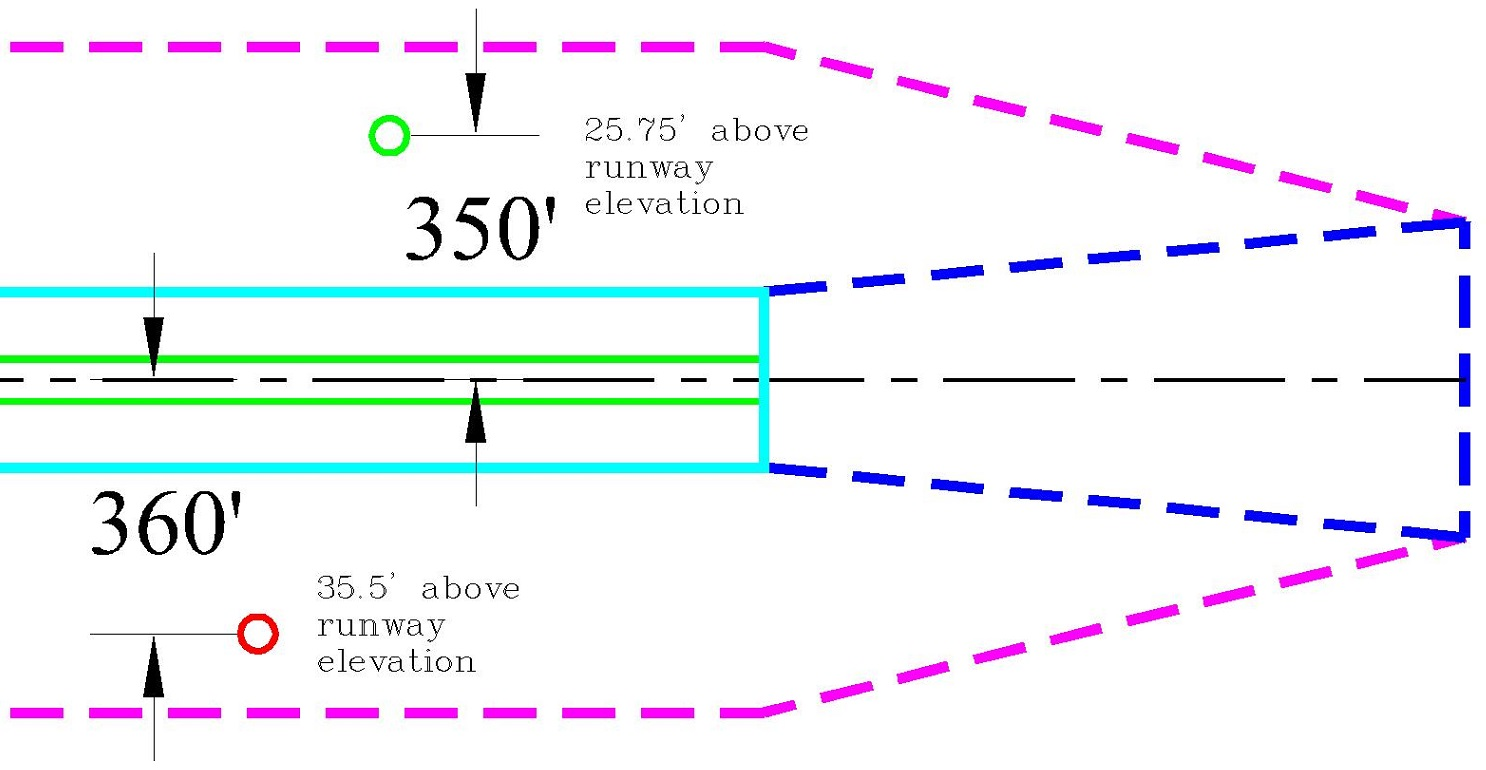 25.75' above
runway
elevation
350'
360'
35.5' above
runway
elevation